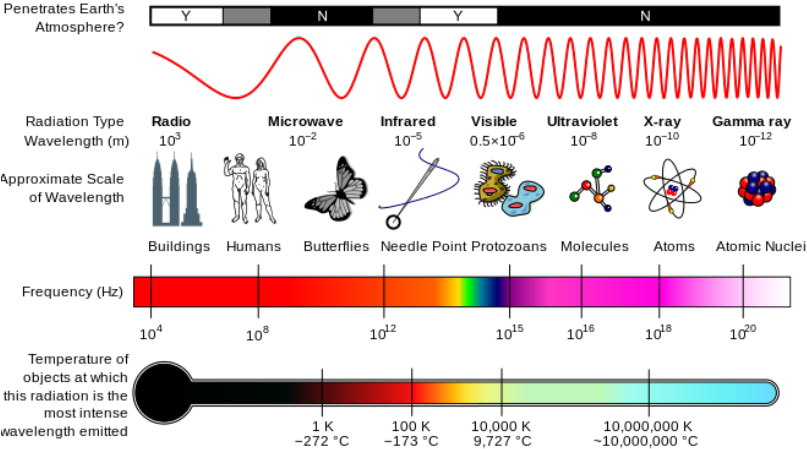 Penetrates Earth's
Atmosphere?
Y N Y N
Radiation Type
Wavelength (m)
Radio Microwave Infrared Visible Ultraviolet X-ray Gamma ray
10³ 10⁻² 10⁻⁵ 0.5×10⁻⁶ 10⁻⁸ 10⁻¹⁰ 10⁻¹²
Approximate Scale
of Wavelength
Buildings Humans Butterflies Needle Point Protozoans Molecules Atoms Atomic Nuclei
Frequency (Hz)
10⁴ 10⁸ 10¹² 10¹⁵ 10¹⁶ 10¹⁸ 10²⁰
Temperature of
objects at which
this radiation is the
most intense
wavelength emitted
1 K 100 K 10,000 K 10,000,000 K
−272 °C −173 °C 9,727 °C ~10,000,000 °C